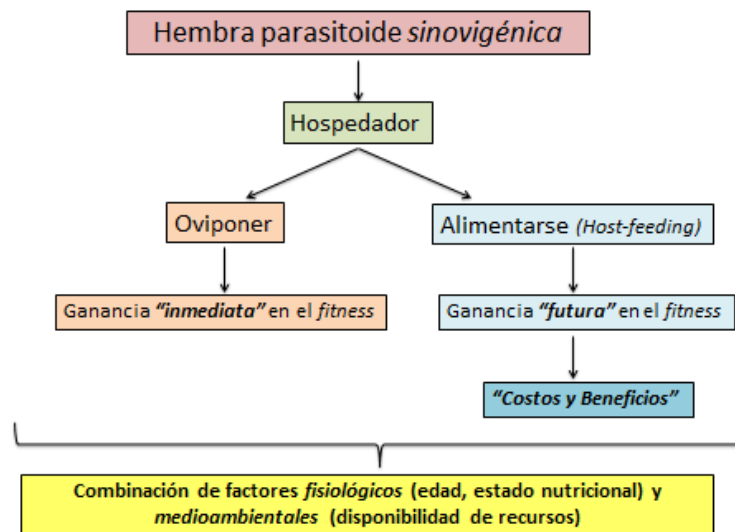 Hembra parasitoide sinovigénica
Hospedador
Oviponer
Alimentarse (Host-feeding)
Ganancia "inmediata" en el fitness
Ganancia "futura" en el fitness
"Costos y Beneficios"
Combinación de factores fisiológicos (edad, estado nutricional) y
medioambientales (disponibilidad de recursos)